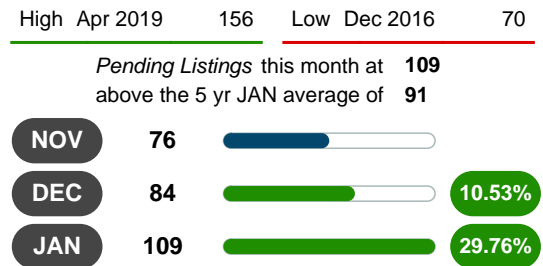 High Apr 2019 156 Low Dec 2016 70
Pending Listings this month at 109
above the 5 yr JAN average of 91
NOV 76
DEC 84 10.53%
JAN 109 29.76%